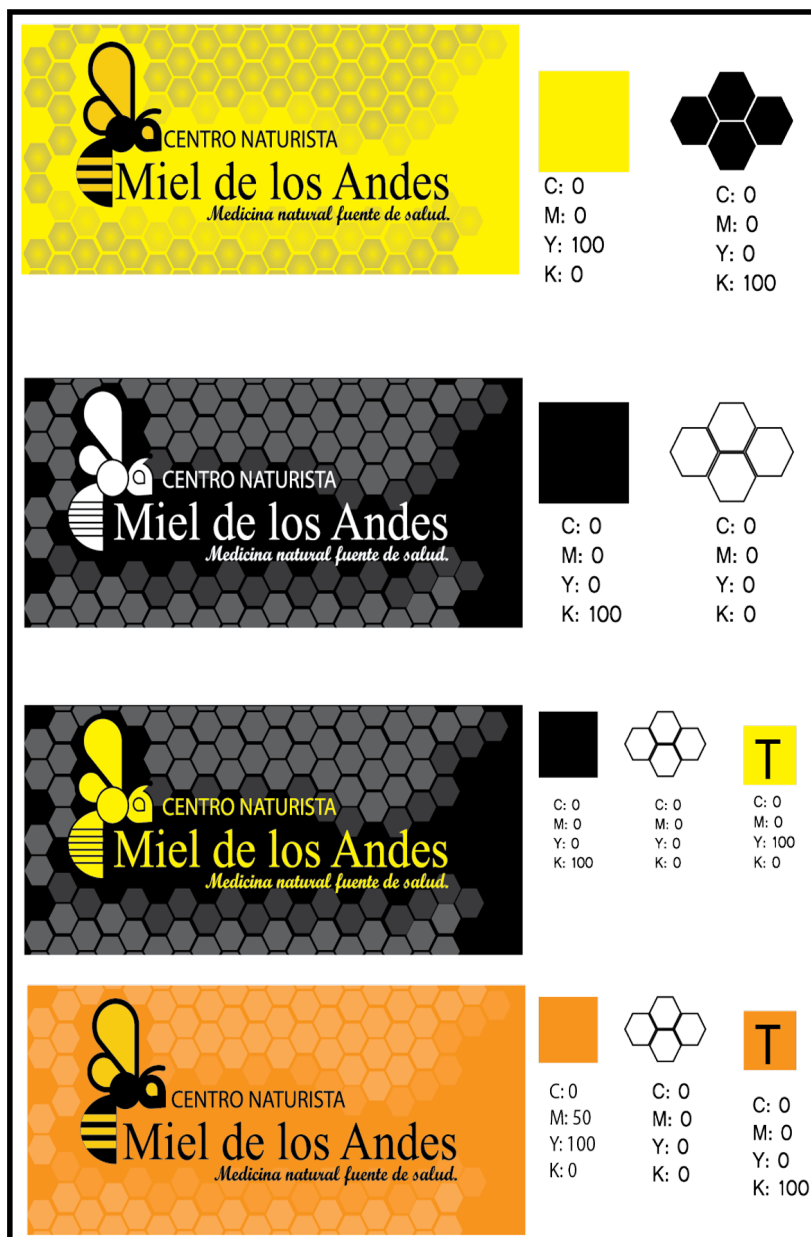 CENTRO NATURISTA
Miel de los Andes
Medicina natural fuente de salud.
C: 0
M: 0
Y: 100
K: 0
C: 0
M: 0
Y: 0
K: 100
CENTRO NATURISTA
Miel de los Andes
Medicina natural fuente de salud.
C: 0
M: 0
Y: 0
K: 100
C: 0
M: 0
Y: 0
K: 0
CENTRO NATURISTA
Miel de los Andes
Medicina natural fuente de salud.
C: 0
M: 0
Y: 0
K: 100
C: 0
M: 0
Y: 0
K: 0
T
C: 0
M: 0
Y: 100
K: 0
CENTRO NATURISTA
Miel de los Andes
Medicina natural fuente de salud.
C: 0
M: 50
Y: 100
K: 0
C: 0
M: 0
Y: 0
K: 0
T
C: 0
M: 0
Y: 0
K: 100